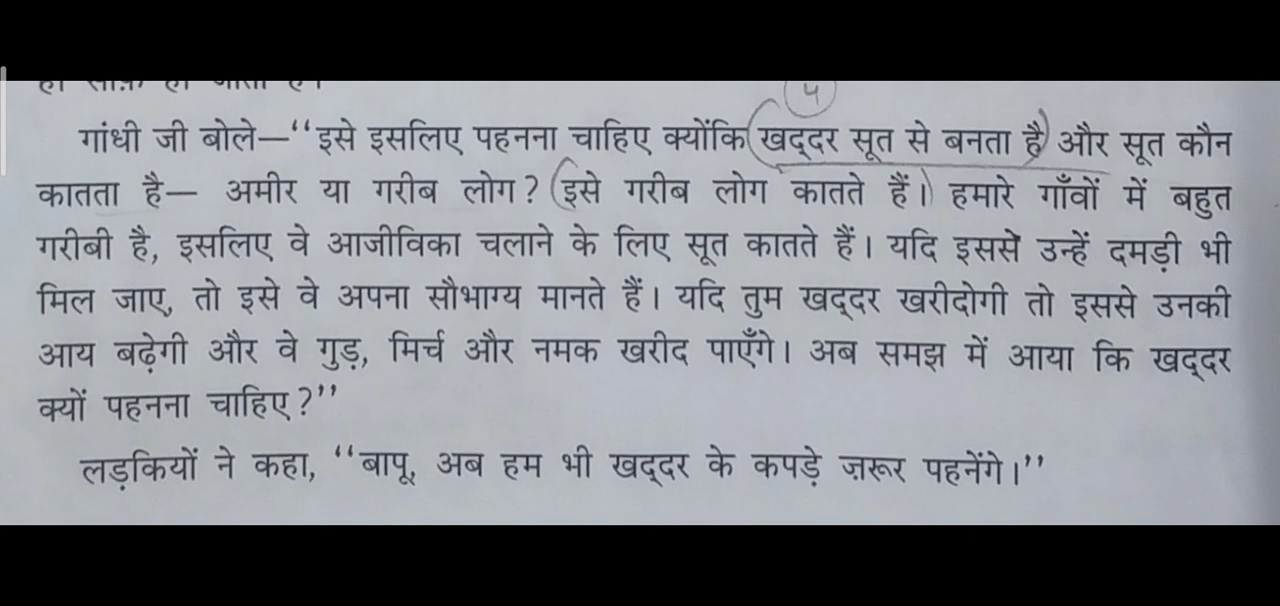 4
गांधी जी बोले—‘‘इसे इसलिए पहनना चाहिए क्योंकि खद्दर सूत से बनता है और सूत कौन
कातता है— अमीर या गरीब लोग? इसे गरीब लोग कातते हैं। हमारे गाँवों में बहुत
गरीबी है, इसलिए वे आजीविका चलाने के लिए सूत कातते हैं। यदि इससे उन्हें दमड़ी भी
मिल जाए, तो इसे वे अपना सौभाग्य मानते हैं। यदि तुम खद्दर खरीदोगी तो इससे उनकी
आय बढ़ेगी और वे गुड़, मिर्च और नमक खरीद पाएँगे। अब समझ में आया कि खद्दर
क्यों पहनना चाहिए?’’
लड़कियों ने कहा, ‘‘बापू, अब हम भी खद्दर के कपड़े ज़रूर पहनेंगे।’’